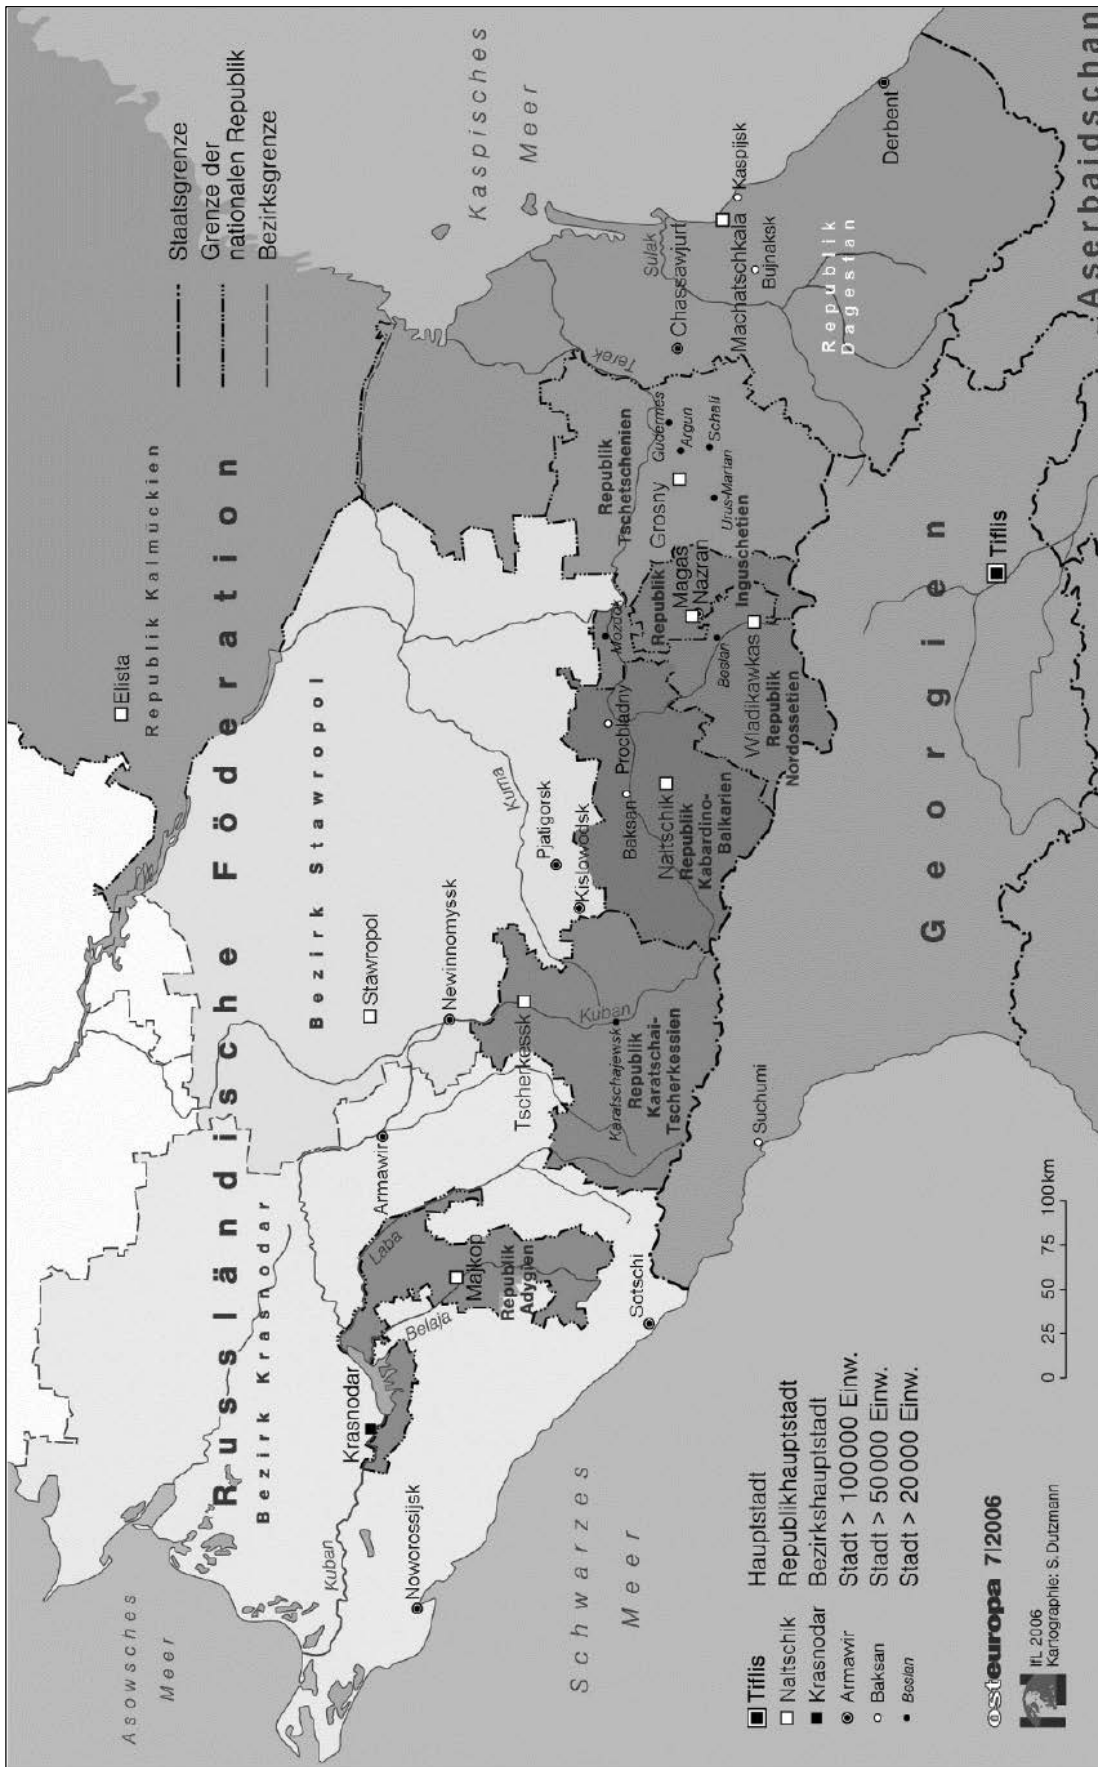 Asowsches
Meer
Russländische Föderation
Republik Kalmückien
Elista
Bezirk Krasnodar
Bezirk Stawropol
Staatsgrenze
Grenze der
nationalen Republik
Bezirksgrenze
Kaspisches
Meer
Kuban
Noworossijsk
Krasnodar
Armawir
Laba
Belaja
Majkop
Republik
Adygien
Sotschi
Stawropol
Newinnomyssk
Tscherkessk
Kuban
Karatschajewsk
Republik
Karatschai-
Tscherkessien
Suchumi
Kuma
Pjatigorsk
Kislowodsk
Baksan
Prochladny
Naltschik
Republik
Kabardino-
Balkarien
Mozdok
Beslan
Wladikawkas
Republik
Nordossetien
Republik
Inguschetien
Magas
Nazran
Republik
Tschetschenien
Grosny
Gudermes
Argun
Schali
Urus-Martan
Terek
Sulak
Chassawjurt
Machatschkala
Kaspijsk
Bujnaksk
Republik
Dagestan
Derbent
Aserbaidschan
Georgien
Tiflis
Schwarzes
Meer
Tiflis Hauptstadt
Naltschik Republikhauptstadt
Krasnodar Bezirkshauptstadt
Armawir Stadt > 100000 Einw.
Baksan Stadt > 50000 Einw.
Beslan Stadt > 20000 Einw.
0 25 50 75 100km
osteuropa 7|2006
IfL 2006
Kartographie: S. Dutzmann